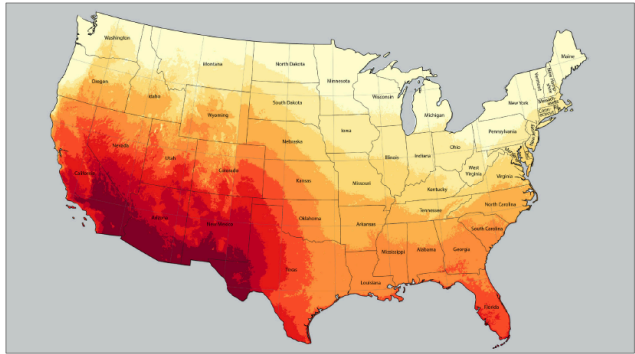 Washington
Montana
North Dakota
Minnesota
Maine
Oregon
Idaho
Wyoming
South Dakota
Wisconsin
Michigan
New York
Vermont
Nevada
Utah
Colorado
Nebraska
Iowa
Illinois
Indiana
Ohio
Pennsylvania
California
Kansas
Missouri
Kentucky
West
Virginia
Virginia
Arizona
New Mexico
Oklahoma
Arkansas
Tennessee
North Carolina
South Carolina
Texas
Louisiana
Mississippi
Alabama
Georgia
Florida